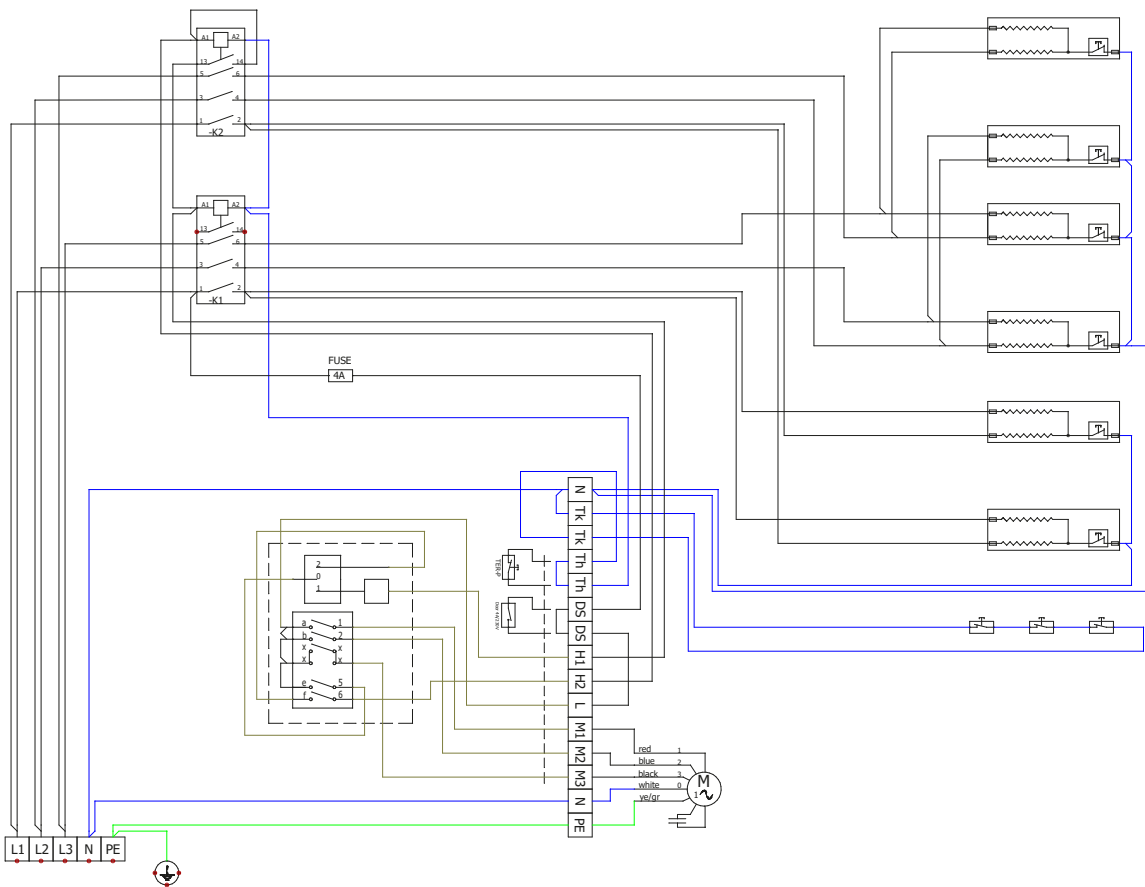 A1 A2
13 14
5 6
3 4
1 2
-K2
A1 A2
13 14
5 6
3 4
1 2
-K1
FUSE
4A
N
Tk
Tk
Th
Th
DS
DS
H1
H2
L
M1
M2
M3
N
PE
TER-P
2
0
1
a 1
b 2
x x
x x
e 5
f 6
red 1
blue 2
black 3
white 0
ye/gr
M
1
L1 L2 L3 N PE